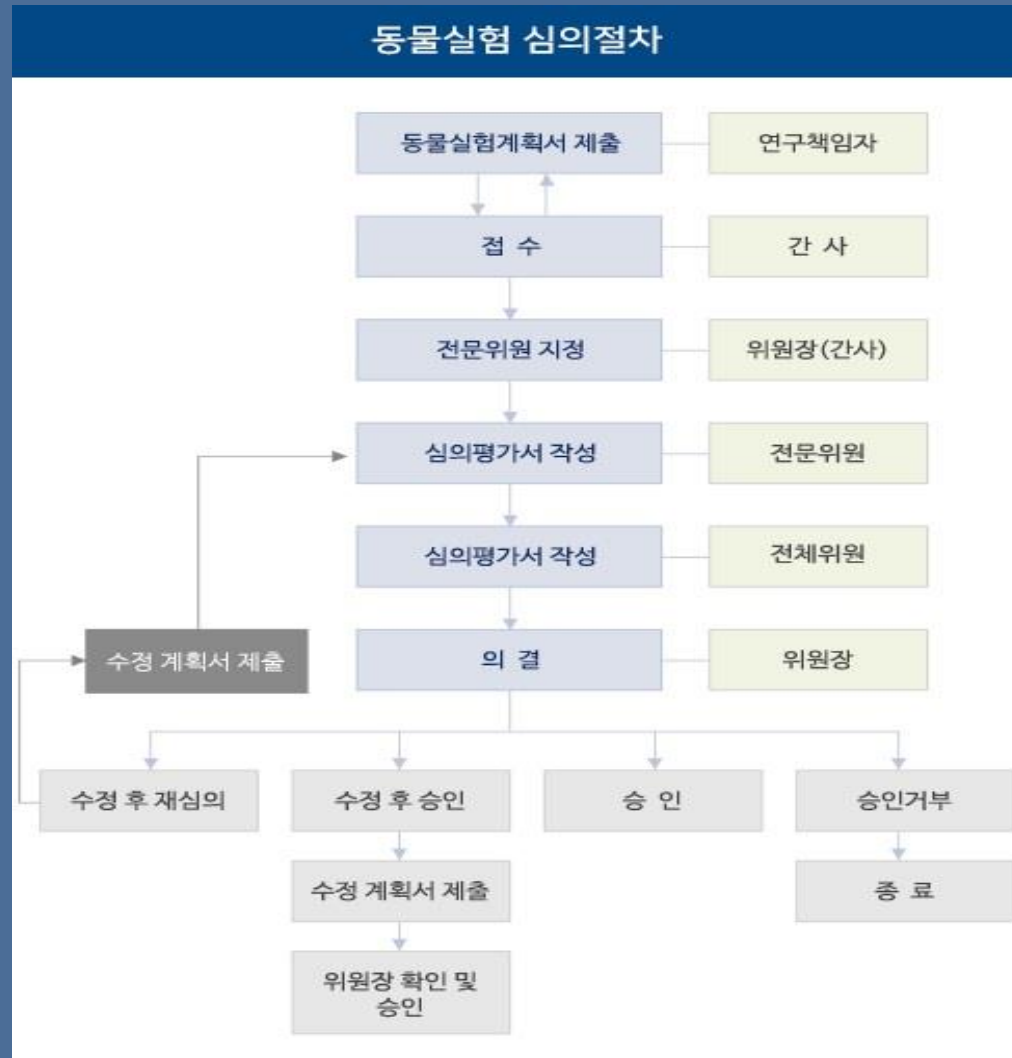 동물실험 심의절차
동물실험계획서 제출
연구책임자
접 수
간 사
전문위원 지정
위원장(간사)
심의평가서 작성
전문위원
심의평가서 작성
전체위원
수정 계획서 제출
의 결
위원장
수정 후 재심의
수정 후 승인
승 인
승인거부
수정 계획서 제출
종 료
위원장 확인 및
승인